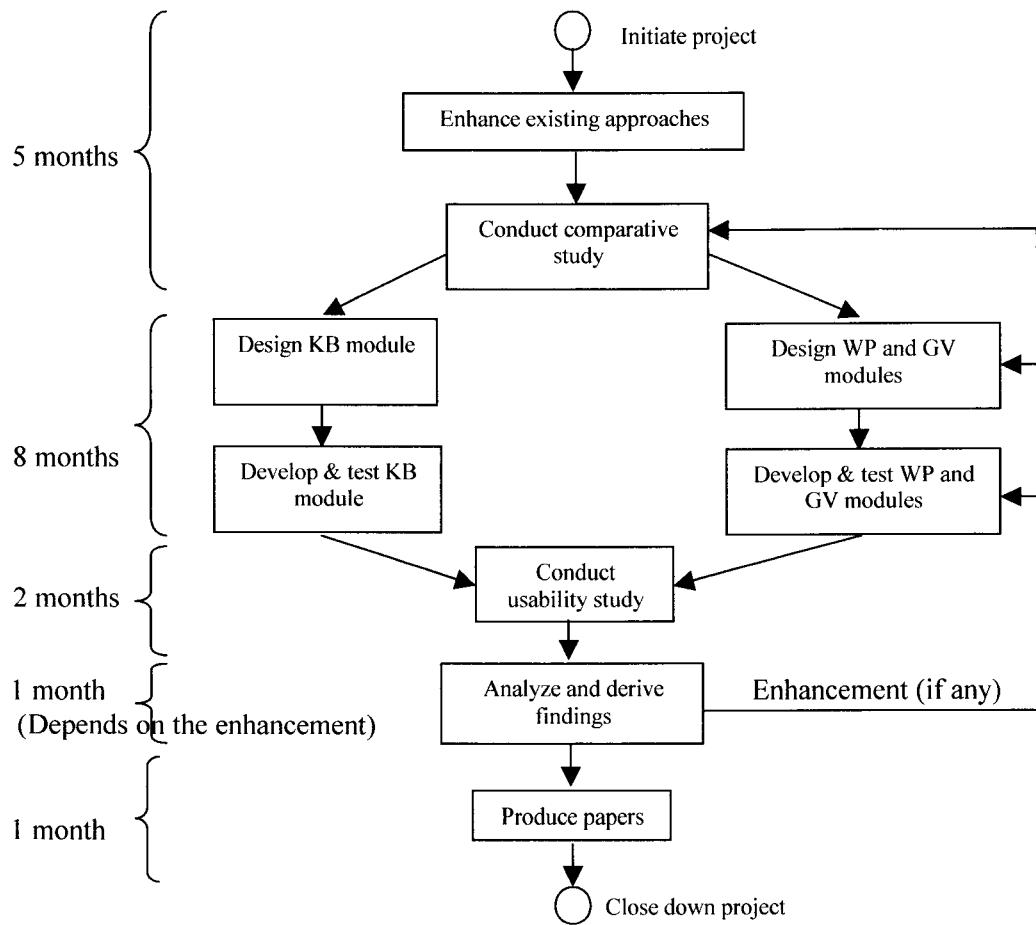 Initiate project
Enhance existing approaches
5 months
Conduct comparative
study
Design KB module
Design WP and GV
modules
8 months
Develop & test KB
module
Develop & test WP and
GV modules
Conduct
usability study
2 months
1 month
(Depends on the enhancement)
Analyze and derive
findings
Enhancement (if any)
Produce papers
1 month
Close down project